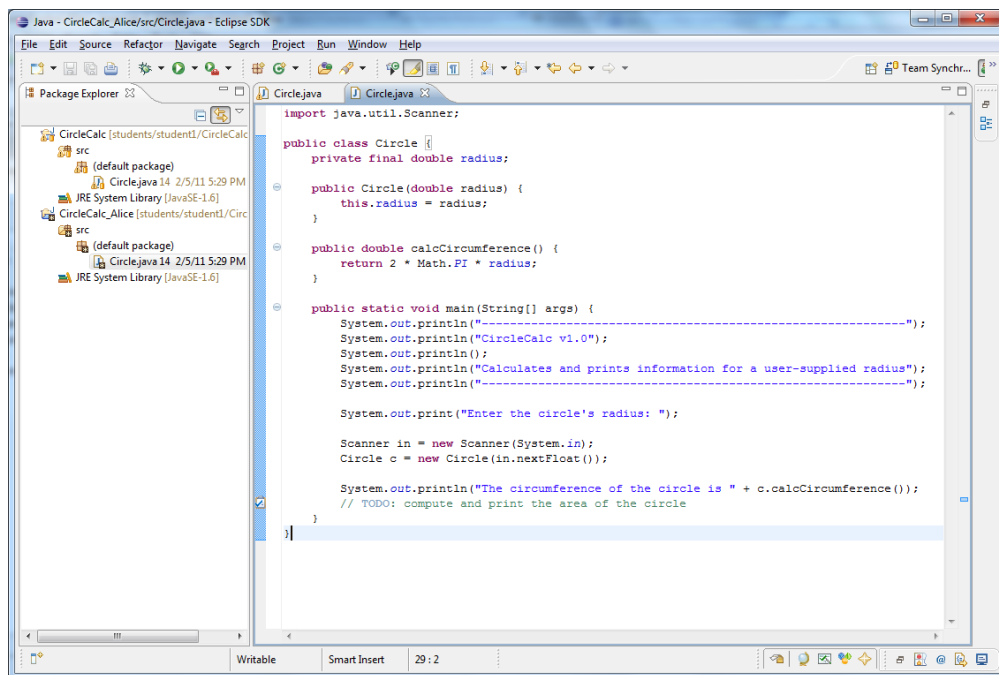 Java - CircleCalc_Alice/src/Circle.java - Eclipse SDK
File Edit Source Refactor Navigate Search Project Run Window Help
Team Synchr...
Package Explorer
Circle.java
Circle.java
CircleCalc [students/student1/CircleCalc
src
(default package)
Circle.java 14 2/5/11 5:29 PM
JRE System Library [JavaSE-1.6]
CircleCalc_Alice [students/student1/Circ
src
(default package)
Circle.java 14 2/5/11 5:29 PM
JRE System Library [JavaSE-1.6]
import java.util.Scanner;
public class Circle {
private final double radius;
public Circle(double radius) {
this.radius = radius;
}
public double calcCircumference() {
return 2 * Math.PI * radius;
}
public static void main(String[] args) {
System.out.println("------------------------------------------------------------");
System.out.println("CircleCalc v1.0");
System.out.println();
System.out.println("Calculates and prints information for a user-supplied radius");
System.out.println("------------------------------------------------------------");
System.out.print("Enter the circle's radius: ");
Scanner in = new Scanner(System.in);
Circle c = new Circle(in.nextFloat());
System.out.println("The circumference of the circle is " + c.calcCircumference());
// TODO: compute and print the area of the circle
}
}
Writable Smart Insert 29 : 2